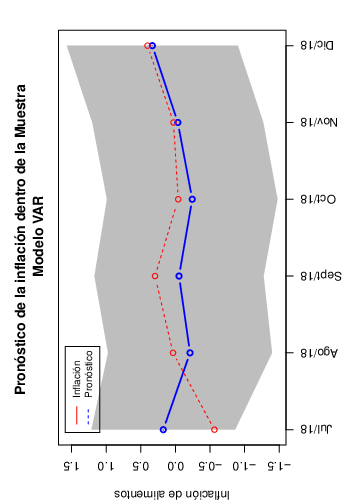 Pronóstico de la inflación dentro de la Muestra
Modelo VAR
Inflación
Pronóstico
Inflación de alimentos
1.5
1.0
0.5
0.0
−0.5
−1.0
−1.5
Jul/18
Ago/18
Sept/18
Oct/18
Nov/18
Dic/18